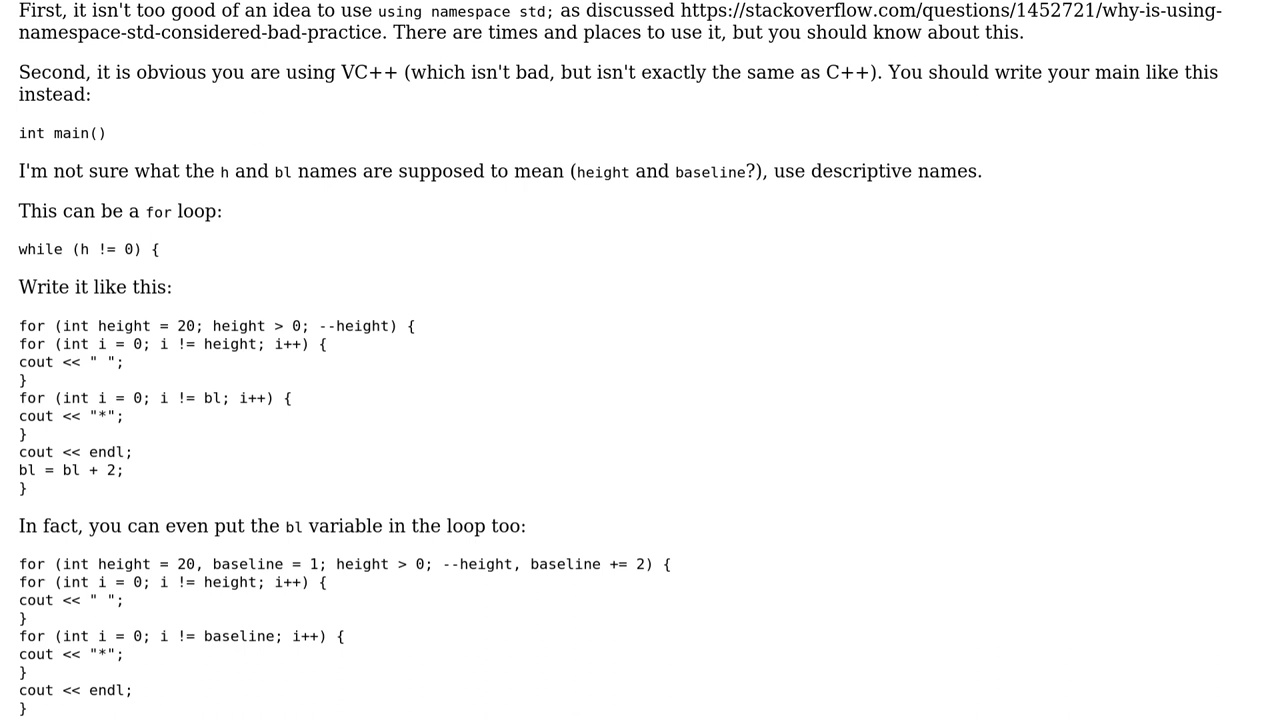 First, it isn't too good of an idea to use using namespace std; as discussed https://stackoverflow.com/questions/1452721/why-is-using-
namespace-std-considered-bad-practice. There are times and places to use it, but you should know about this.
Second, it is obvious you are using VC++ (which isn't bad, but isn't exactly the same as C++). You should write your main like this
instead:
int main()
I'm not sure what the h and bl names are supposed to mean (height and baseline?), use descriptive names.
This can be a for loop:
while (h != 0) {
Write it like this:
for (int height = 20; height > 0; --height) {
for (int i = 0; i != height; i++) {
cout << " ";
}
for (int i = 0; i != bl; i++) {
cout << "*";
}
cout << endl;
bl = bl + 2;
}
In fact, you can even put the bl variable in the loop too:
for (int height = 20, baseline = 1; height > 0; --height, baseline += 2) {
for (int i = 0; i != height; i++) {
cout << " ";
}
for (int i = 0; i != baseline; i++) {
cout << "*";
}
cout << endl;
}